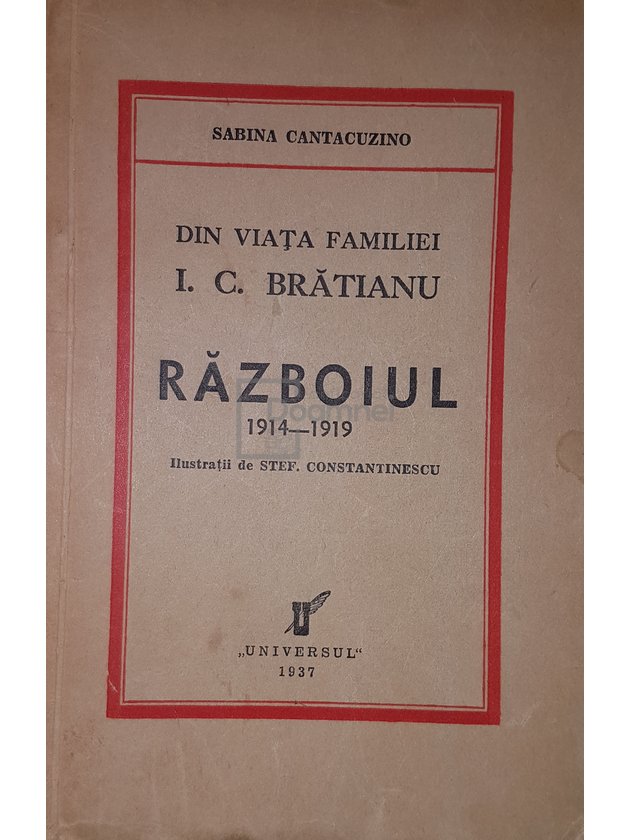 SABINA CANTACUZINO
DIN VIAȚA FAMILIEI
I. C. BRĂTIANU
RĂZBOIUL
1914—1919
Ilustrații de STEF. CONSTANTINESCU
„UNIVERSUL“
1937